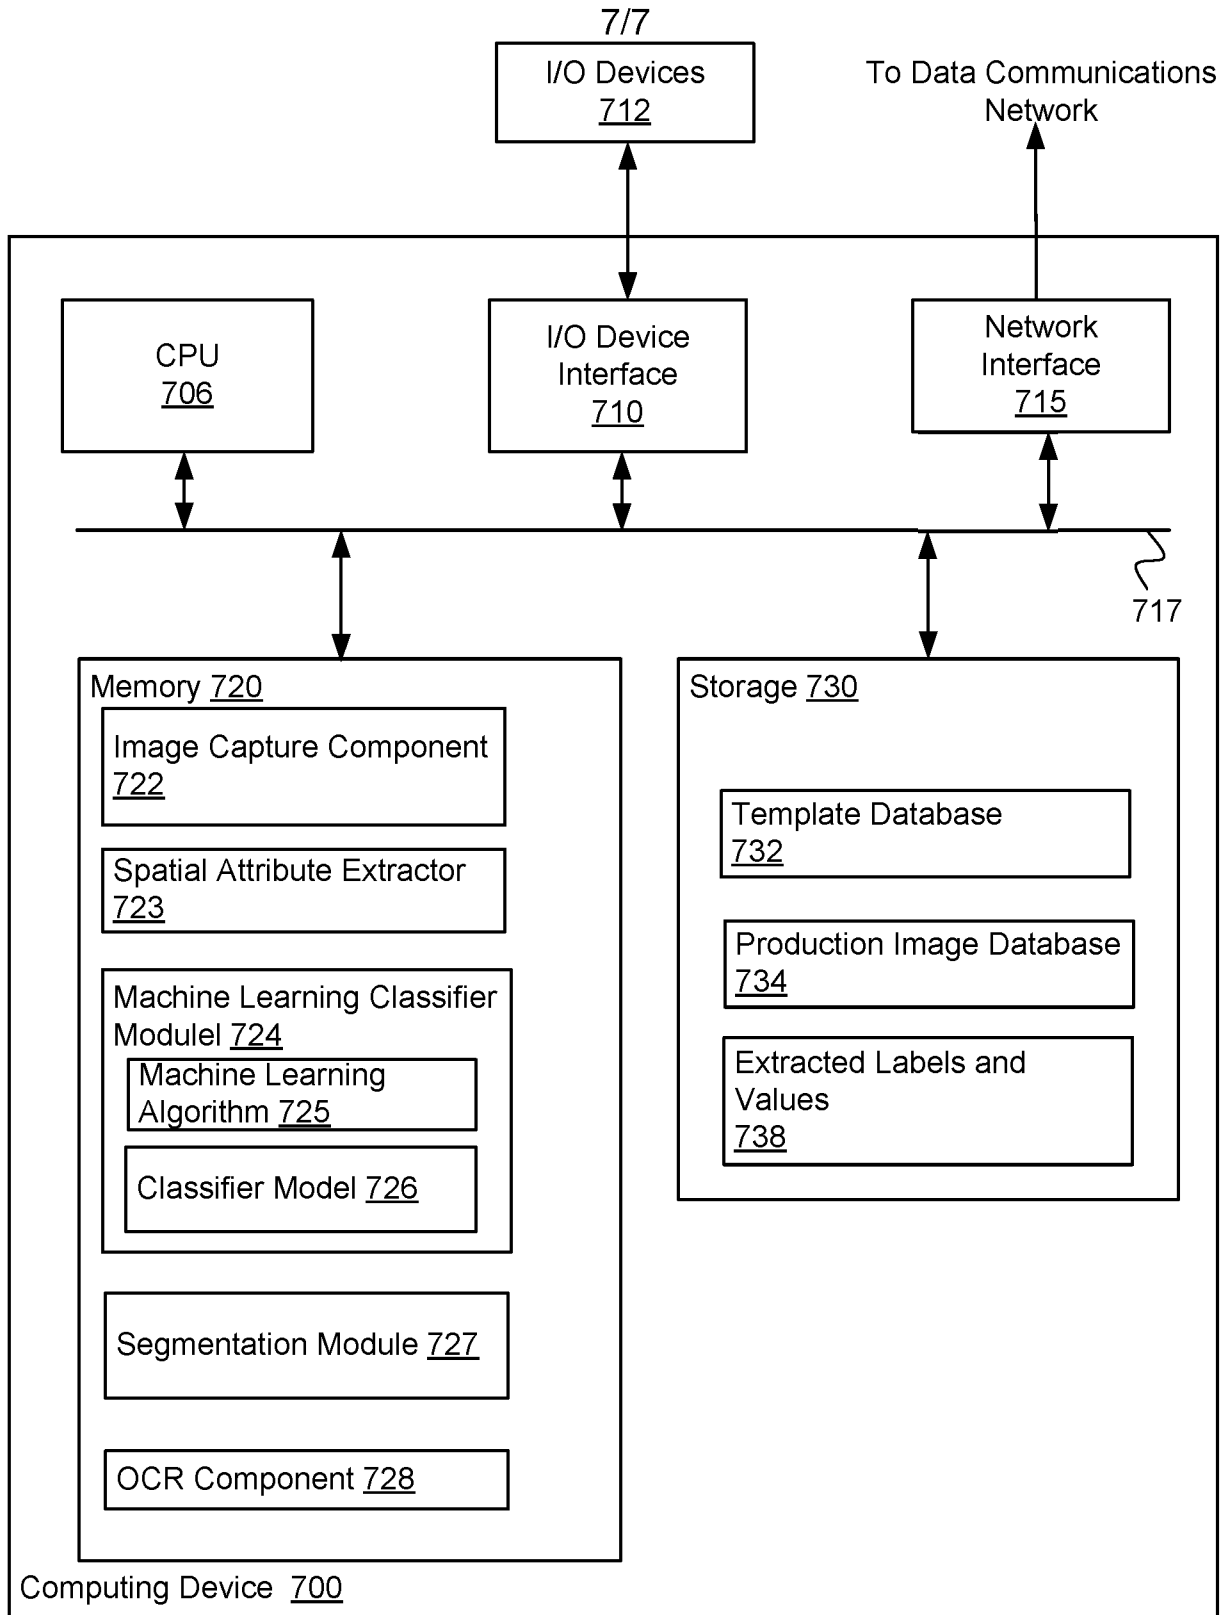 7/7
I/O Devices
712
To Data Communications
Network
CPU
706
I/O Device
Interface
710
Network
Interface
715
717
Memory 720
Image Capture Component
722
Spatial Attribute Extractor
723
Machine Learning Classifier
Modulel 724
Machine Learning
Algorithm 725
Classifier Model 726
Segmentation Module 727
OCR Component 728
Storage 730
Template Database
732
Production Image Database
734
Extracted Labels and
Values
738
Computing Device 700